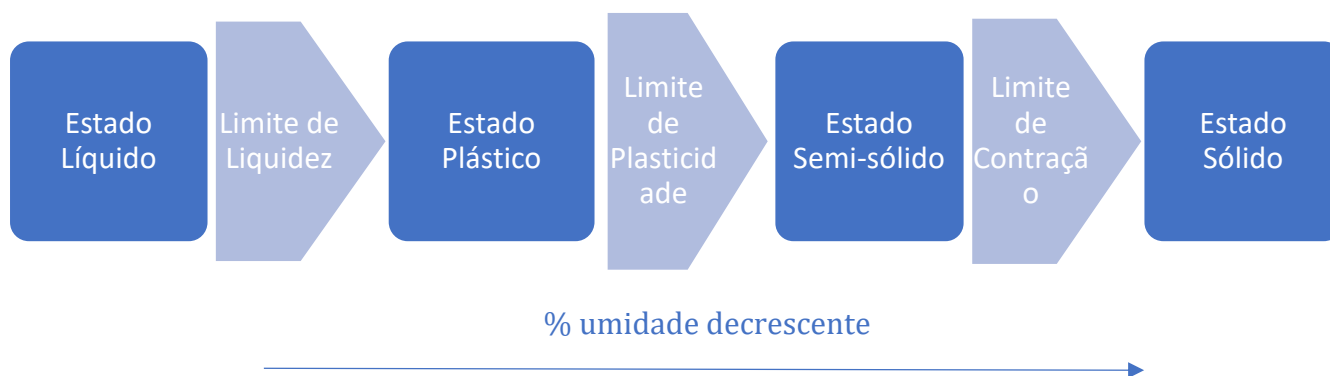 Estado
Líquido
Limite de
Liquidez
Estado
Plástico
Limite
de
Plasticid
ade
Estado
Semi-sólido
Limite
de
Contraçã
o
Estado
Sólido
% umidade decrescente